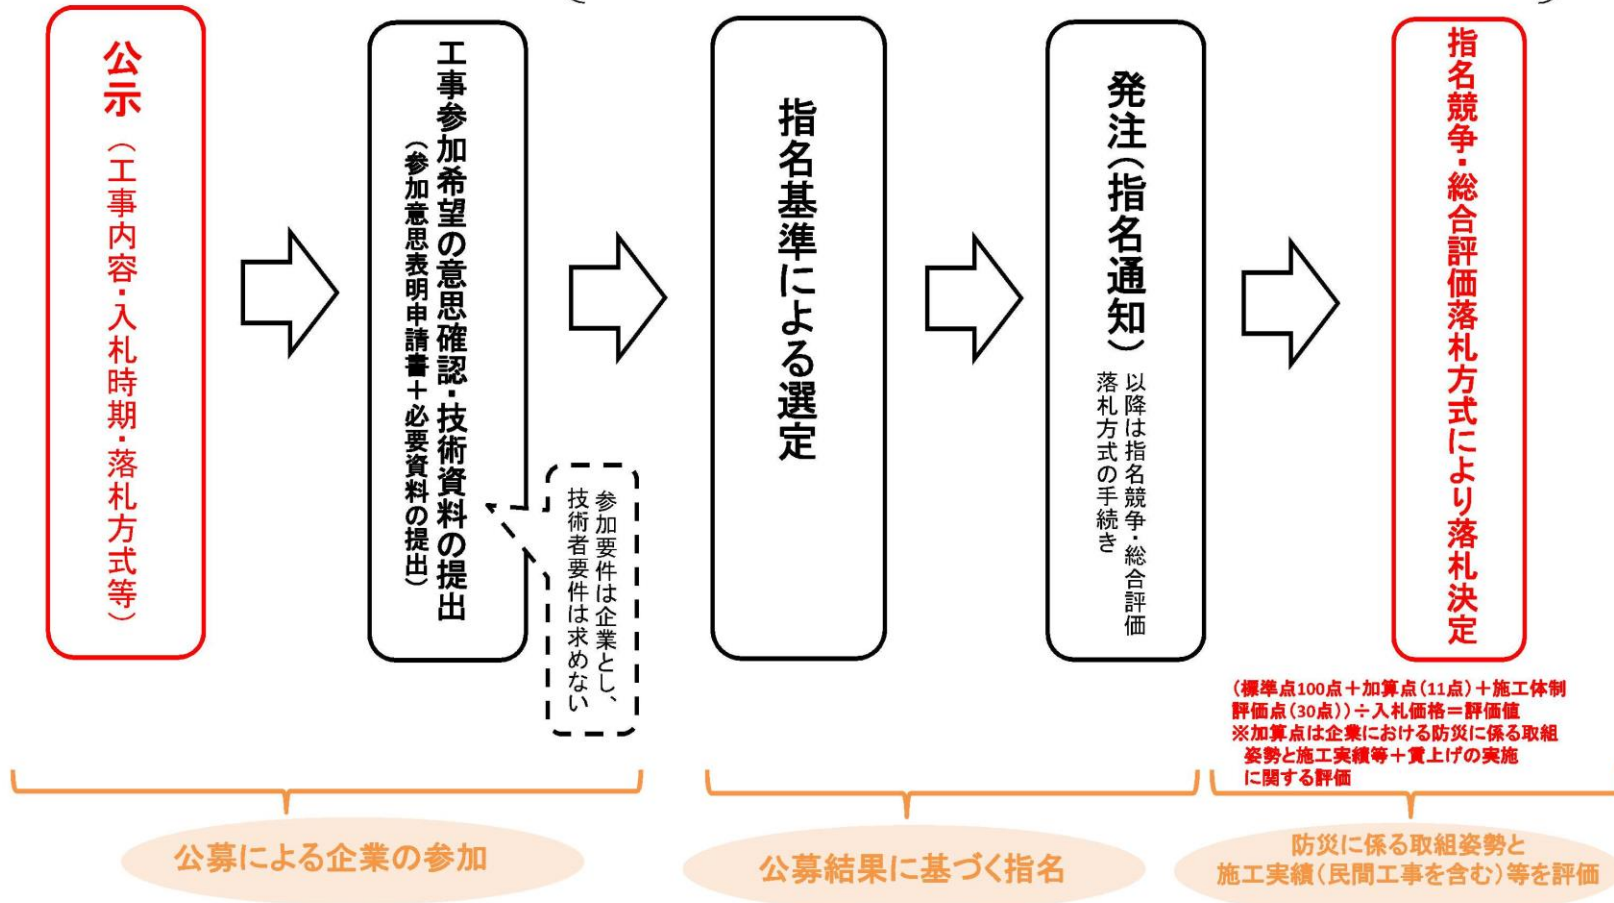 公示（工事内容・入札時期・落札方式等）
工事参加希望の意思確認・技術資料の提出
（参加意思表明申請書＋必要資料の提出）
参加要件は企業とし、
技術者要件は求めない
指名基準による選定
発注（指名通知）
以降は指名競争・総合評価
落札方式の手続き
指名競争・総合評価落札方式により落札決定
(標準点100点＋加算点(11点)＋施工体制
評価点(30点))÷入札価格＝評価値
※加算点は企業における防災に係る取組
姿勢と施工実績等＋賃上げの実施
に関する評価
公募による企業の参加
公募結果に基づく指名
防災に係る取組姿勢と
施工実績(民間工事を含む)等を評価